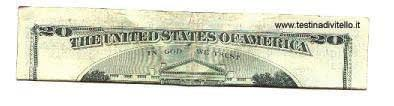 www.testinadivitello.it
20 THE UNITED STATES OF AMERICA 20
IN GOD WE TRUST